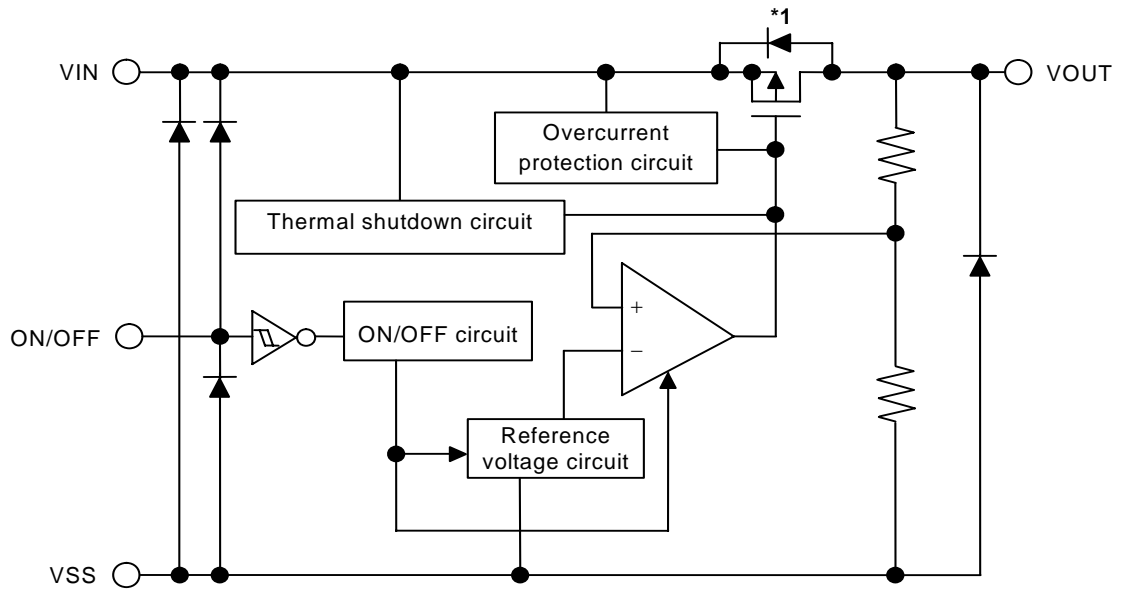 *1
VIN
VOUT
Overcurrent
protection circuit
Thermal shutdown circuit
+
−
ON/OFF
ON/OFF circuit
Reference
voltage circuit
VSS